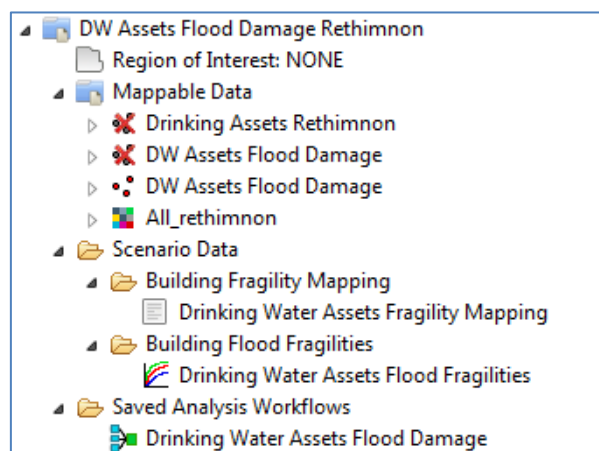 DW Assets Flood Damage Rethimnon
Region of Interest: NONE
Mappable Data
Drinking Assets Rethimnon
DW Assets Flood Damage
DW Assets Flood Damage
All_rethimnon
Scenario Data
Building Fragility Mapping
Drinking Water Assets Fragility Mapping
Building Flood Fragilities
Drinking Water Assets Flood Fragilities
Saved Analysis Workflows
Drinking Water Assets Flood Damage